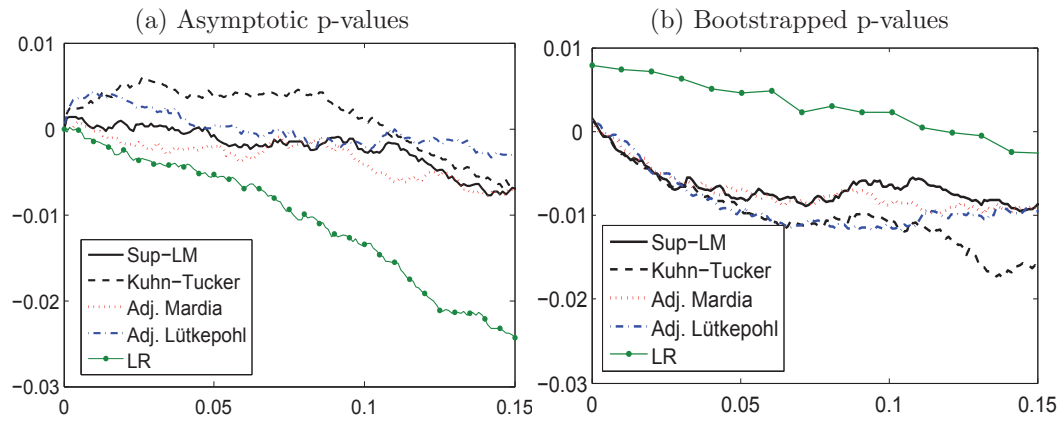 (a) Asymptotic p-values
0.01
0
−0.01
−0.02
−0.03
0
0.05
0.1
0.15
Sup−LM
Kuhn−Tucker
Adj. Mardia
Adj. Lütkepohl
LR
(b) Bootstrapped p-values
0.01
0
−0.01
−0.02
−0.03
0
0.05
0.1
0.15
Sup−LM
Kuhn−Tucker
Adj. Mardia
Adj. Lütkepohl
LR